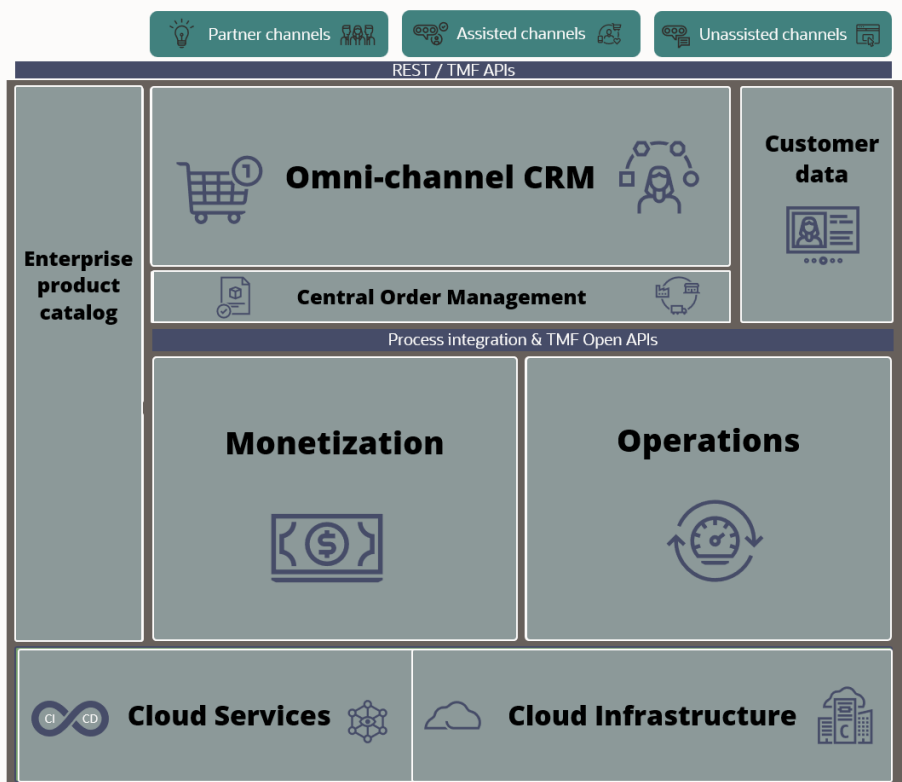 Partner channels
Assisted channels
Unassisted channels
REST / TMF APIs
Omni-channel CRM
1
Customer
data
Enterprise
product
catalog
Central Order Management
Process integration & TMF Open APIs
Monetization
$
Operations
CI CD
Cloud Services
Cloud Infrastructure
C